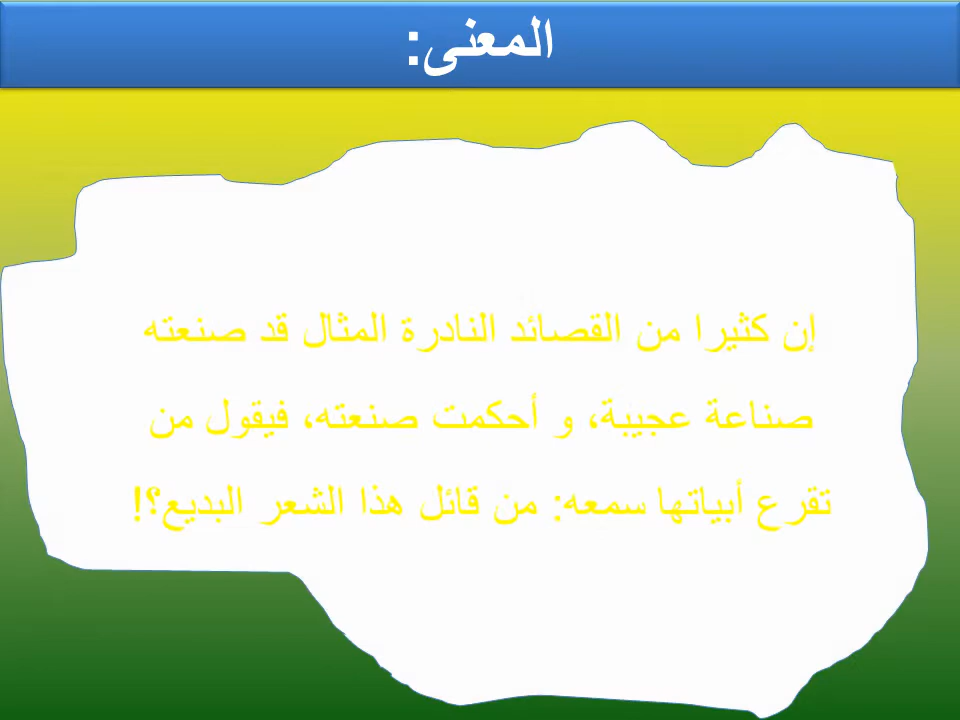 المعنى:
إن كثيرا من القصائد النادرة المثال قد صنعته
صناعة عجيبة، و أحكمت صنعته، فيقول من
تقرع أبياتها سمعه: من قائل هذا الشعر البديع؟!